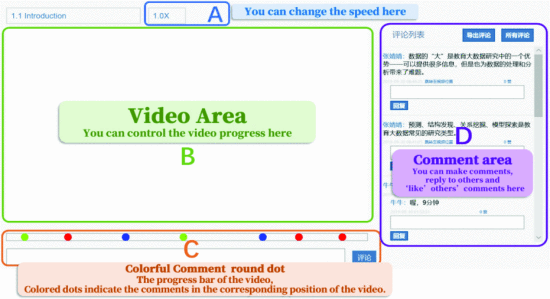 1.1 Introduction
1.0X
A
You can change the speed here
Video Area
You can control the video progress here
B
评论列表
导出评论
所有评论
张婧婧：数据的“大”是教育大数据研究中的一个优
势——可以提供很多信息，但是也为数据的处理和分
析带来了难题。
回复
张婧婧：预测、结构发现、关系挖掘、模型探索是教
育大数据常见的研究类型。
D
Comment area
You can make comments,
reply to others and
‘like’ others’ comments here
牛牛：喔，9分钟
回复
C
评论
Colorful Comment round dot
The progress bar of the video,
Colored dots indicate the comments in the corresponding position of the video.